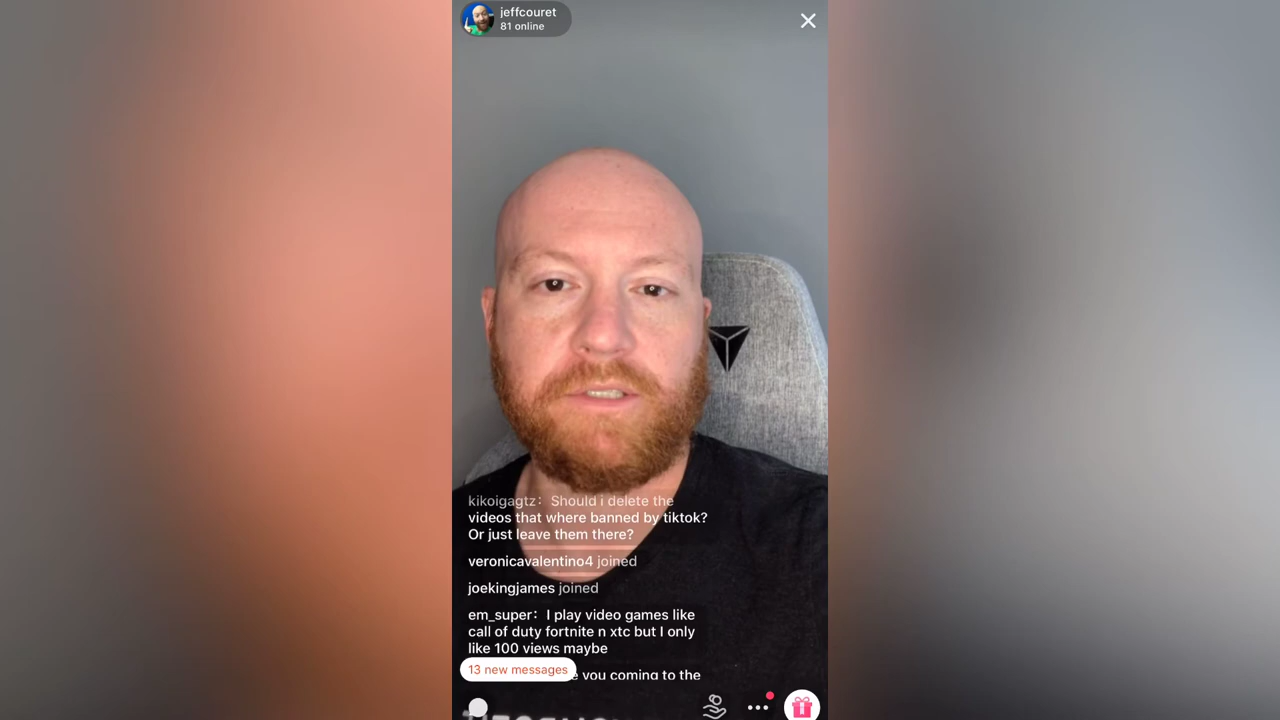 jeffcouret
81 online
kikoigagtz: Should i delete the
videos that where banned by tiktok?
Or just leave them there?
veronicavalentino4 joined
joekingjames joined
em_super: I play video games like
call of duty fortnite n xtc but I only
like 100 views maybe
13 new messages
you coming to the